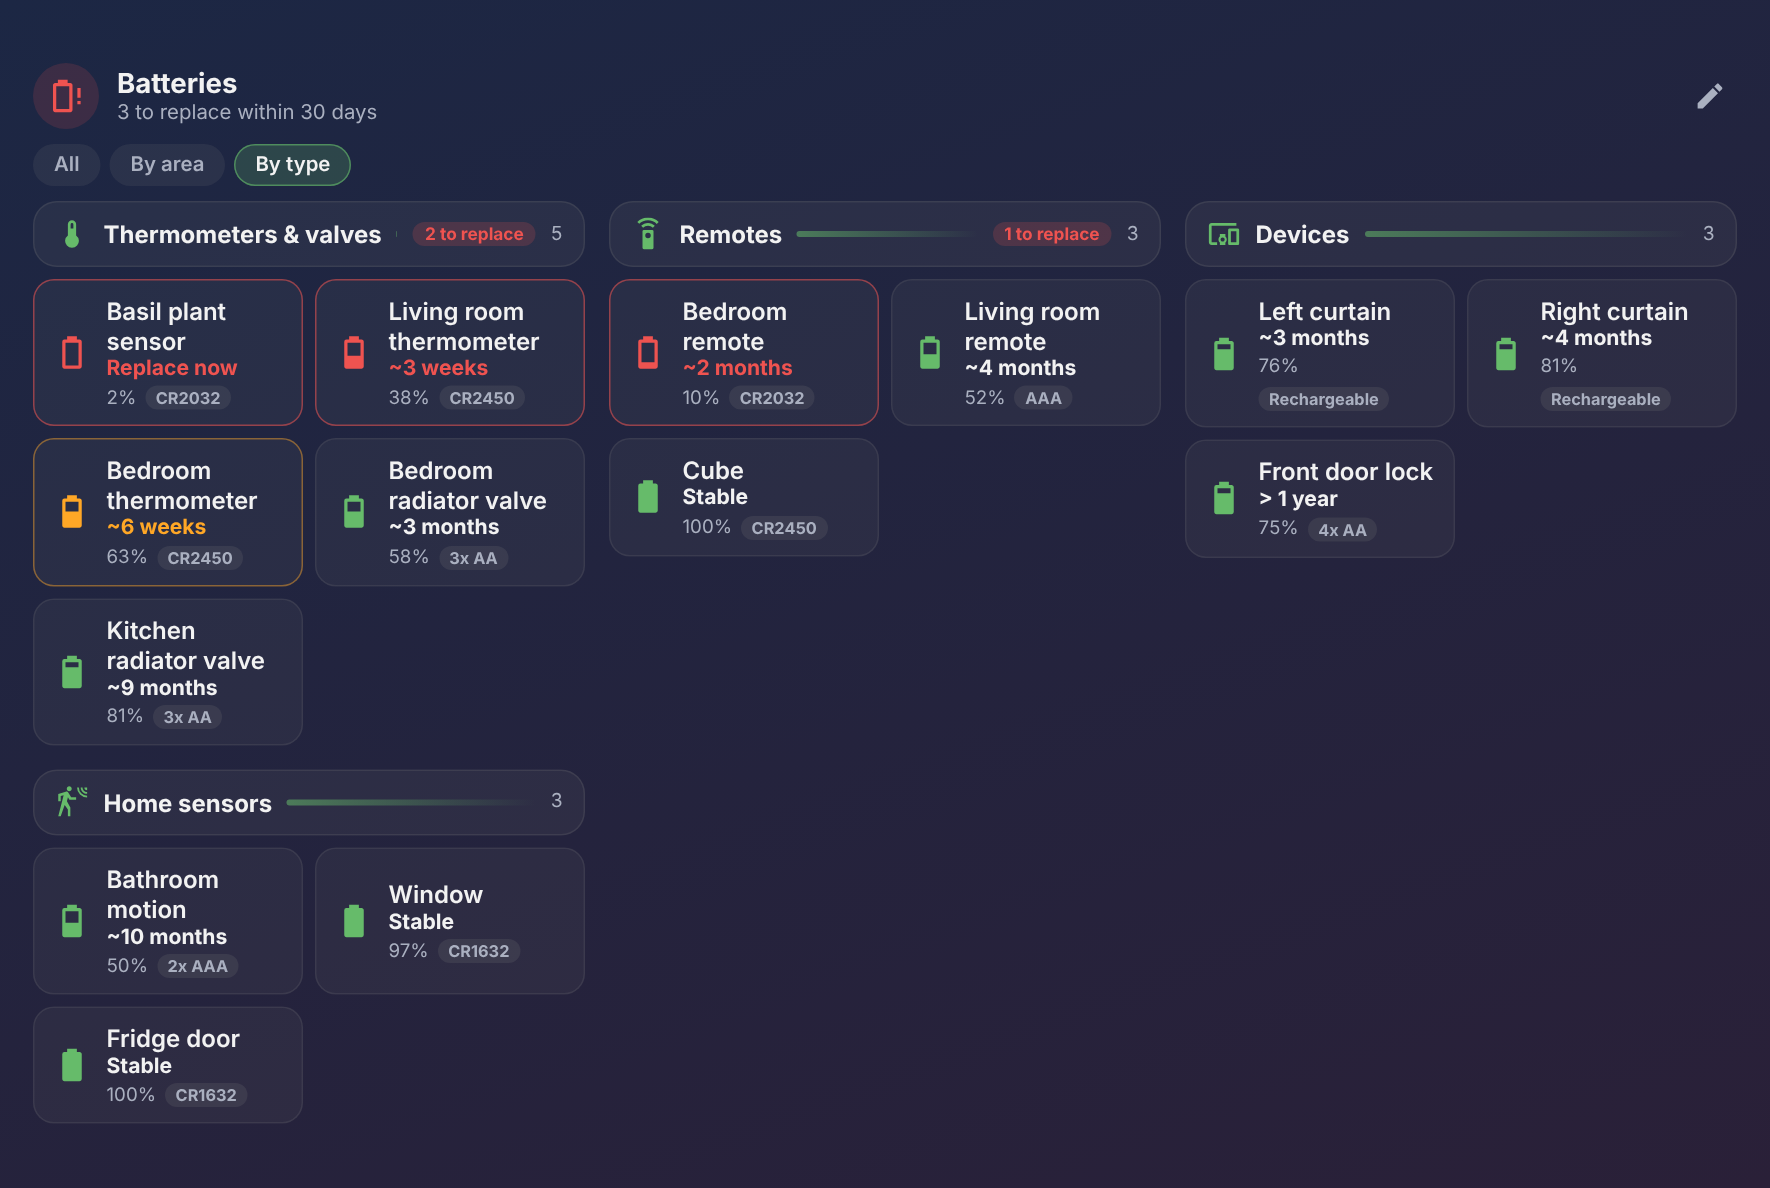 Batteries
3 to replace within 30 days
All
By area
By type
Thermometers & valves
2 to replace
5
Basil plant
sensor
Replace now
2%
CR2032
Living room
thermometer
~3 weeks
38%
CR2450
Bedroom
thermometer
~6 weeks
63%
CR2450
Bedroom
radiator valve
~3 months
58%
3x AA
Kitchen
radiator valve
~9 months
81%
3x AA
Remotes
1 to replace
3
Bedroom
remote
~2 months
10%
CR2032
Living room
remote
~4 months
52%
AAA
Cube
Stable
100%
CR2450
Devices
3
Left curtain
~3 months
76%
Rechargeable
Right curtain
~4 months
81%
Rechargeable
Front door lock
> 1 year
75%
4x AA
Home sensors
3
Bathroom
motion
~10 months
50%
2x AAA
Window
Stable
97%
CR1632
Fridge door
Stable
100%
CR1632